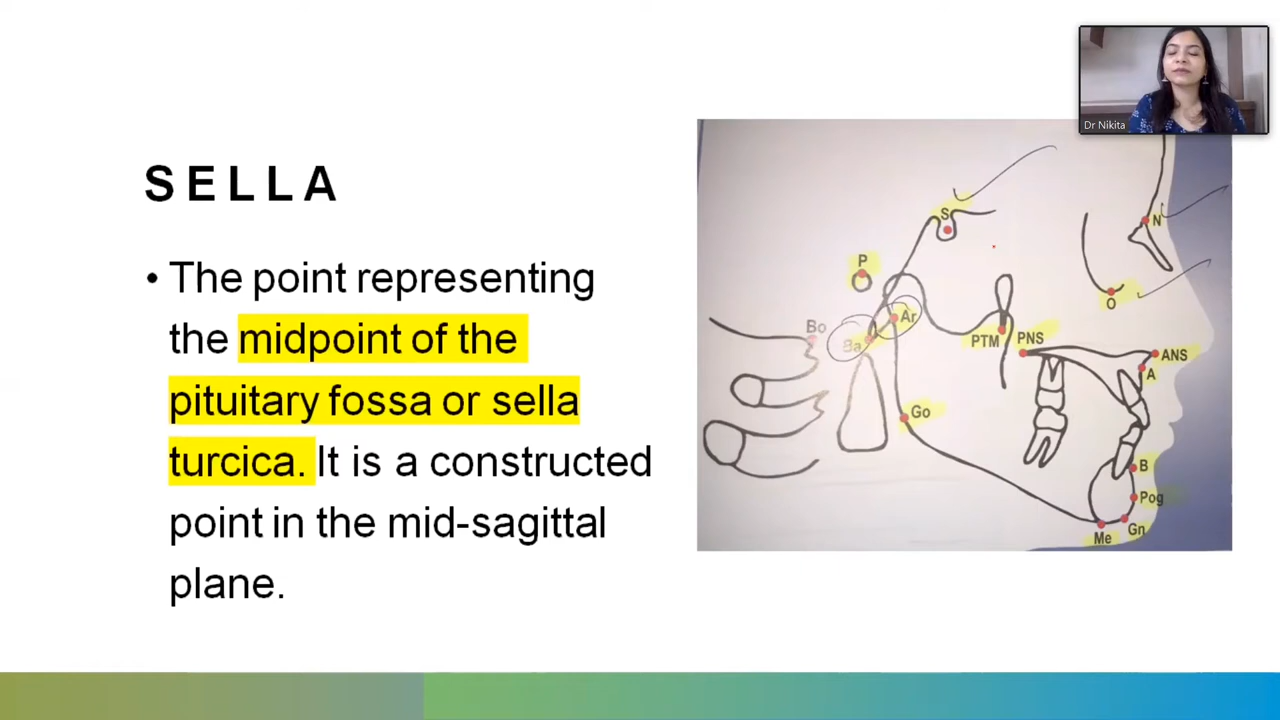 Dr Nikita
SELLA
• The point representing
the midpoint of the
pituitary fossa or sella
turcica. It is a constructed
point in the mid-sagittal
plane.
S
N
P
O
Ar
Bo
Ba
PTM
PNS
ANS
A
Go
B
Pog
Gn
Me